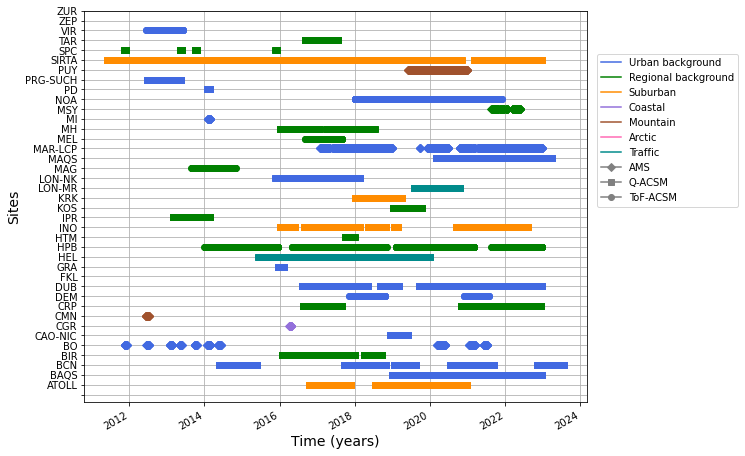 ZUR
ZEP
VIR
TAR
SPC
SIRTA
PUY
PRG-SUCH
PD
NOA
MSY
MI
MH
MEL
MAR-LCP
MAQS
MAG
LON-NK
LON-MR
KRK
KOS
IPR
INO
HTM
HPB
HEL
GRA
FKL
DUB
DEM
CRP
CMN
CGR
CAO-NIC
BO
BIR
BCN
BAQS
ATOLL
Sites
2012 2014 2016 2018 2020 2022 2024
Time (years)
Urban background
Regional background
Suburban
Coastal
Mountain
Arctic
Traffic
AMS
Q-ACSM
ToF-ACSM